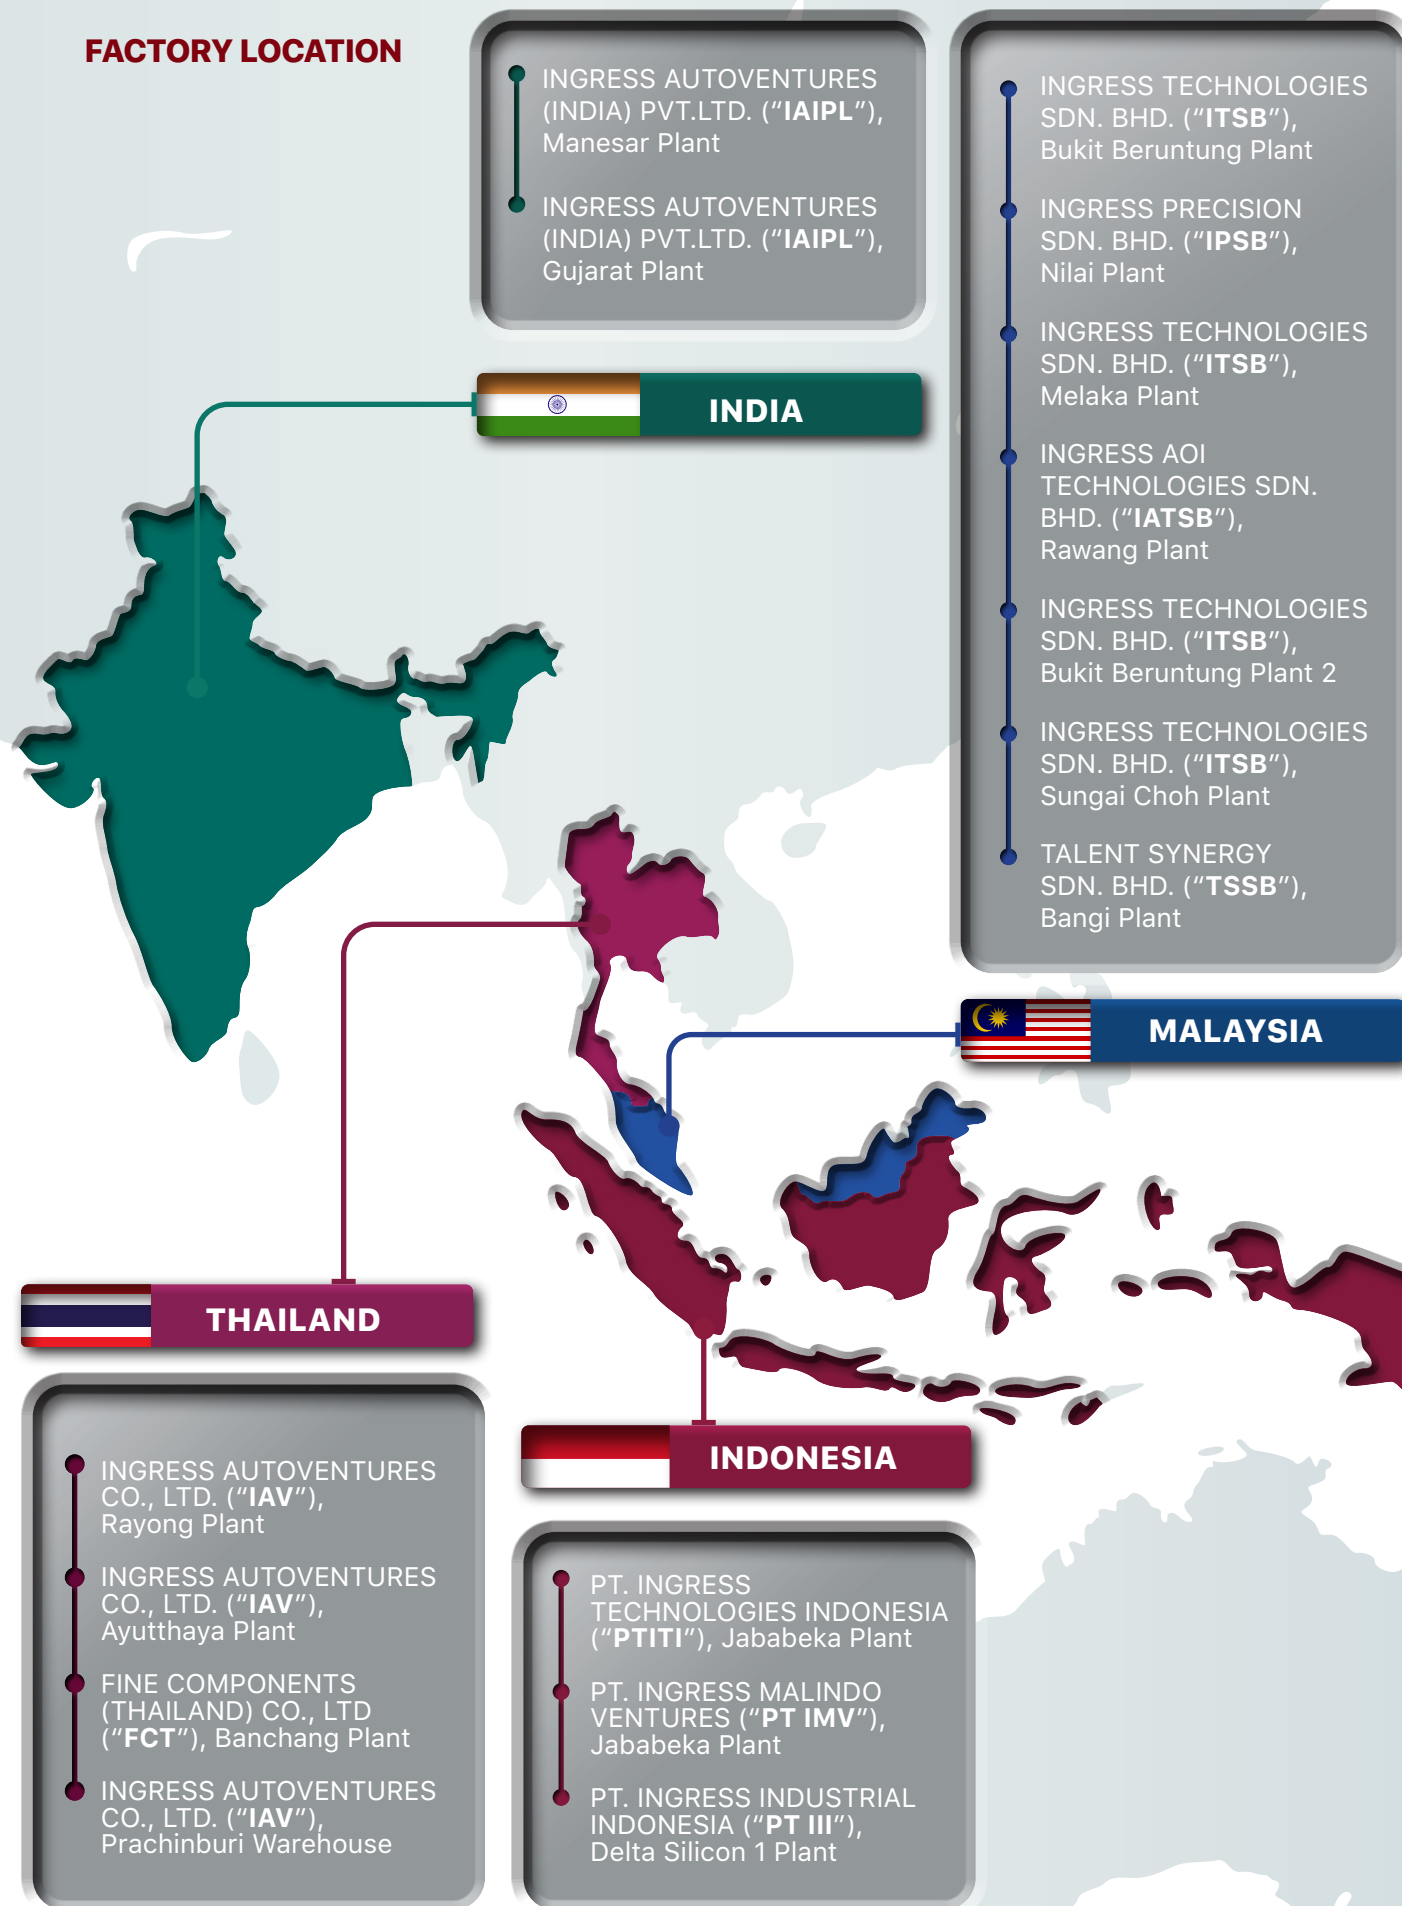 FACTORY LOCATION
INGRESS AUTOVENTURES
(INDIA) PVT.LTD. (“IAIPL”),
Manesar Plant
INGRESS AUTOVENTURES
(INDIA) PVT.LTD. (“IAIPL”),
Gujarat Plant
INDIA
INGRESS TECHNOLOGIES
SDN. BHD. (“ITSB”),
Bukit Beruntung Plant
INGRESS PRECISION
SDN. BHD. (“IPSB”),
Nilai Plant
INGRESS TECHNOLOGIES
SDN. BHD. (“ITSB”),
Melaka Plant
INGRESS AOI
TECHNOLOGIES SDN.
BHD. (“IATSB”),
Rawang Plant
INGRESS TECHNOLOGIES
SDN. BHD. (“ITSB”),
Bukit Beruntung Plant 2
INGRESS TECHNOLOGIES
SDN. BHD. (“ITSB”),
Sungai Choh Plant
TALENT SYNERGY
SDN. BHD. (“TSSB”),
Bangi Plant
MALAYSIA
THAILAND
INGRESS AUTOVENTURES
CO., LTD. (“IAV”),
Rayong Plant
INGRESS AUTOVENTURES
CO., LTD. (“IAV”),
Ayutthaya Plant
FINE COMPONENTS
(THAILAND) CO., LTD
(“FCT”), Banchang Plant
INGRESS AUTOVENTURES
CO., LTD. (“IAV”),
Prachinburi Warehouse
INDONESIA
PT. INGRESS
TECHNOLOGIES INDONESIA
(“PTITI”), Jababeka Plant
PT. INGRESS MALINDO
VENTURES (“PT IMV”),
Jababeka Plant
PT. INGRESS INDUSTRIAL
INDONESIA (“PT III”),
Delta Silicon 1 Plant